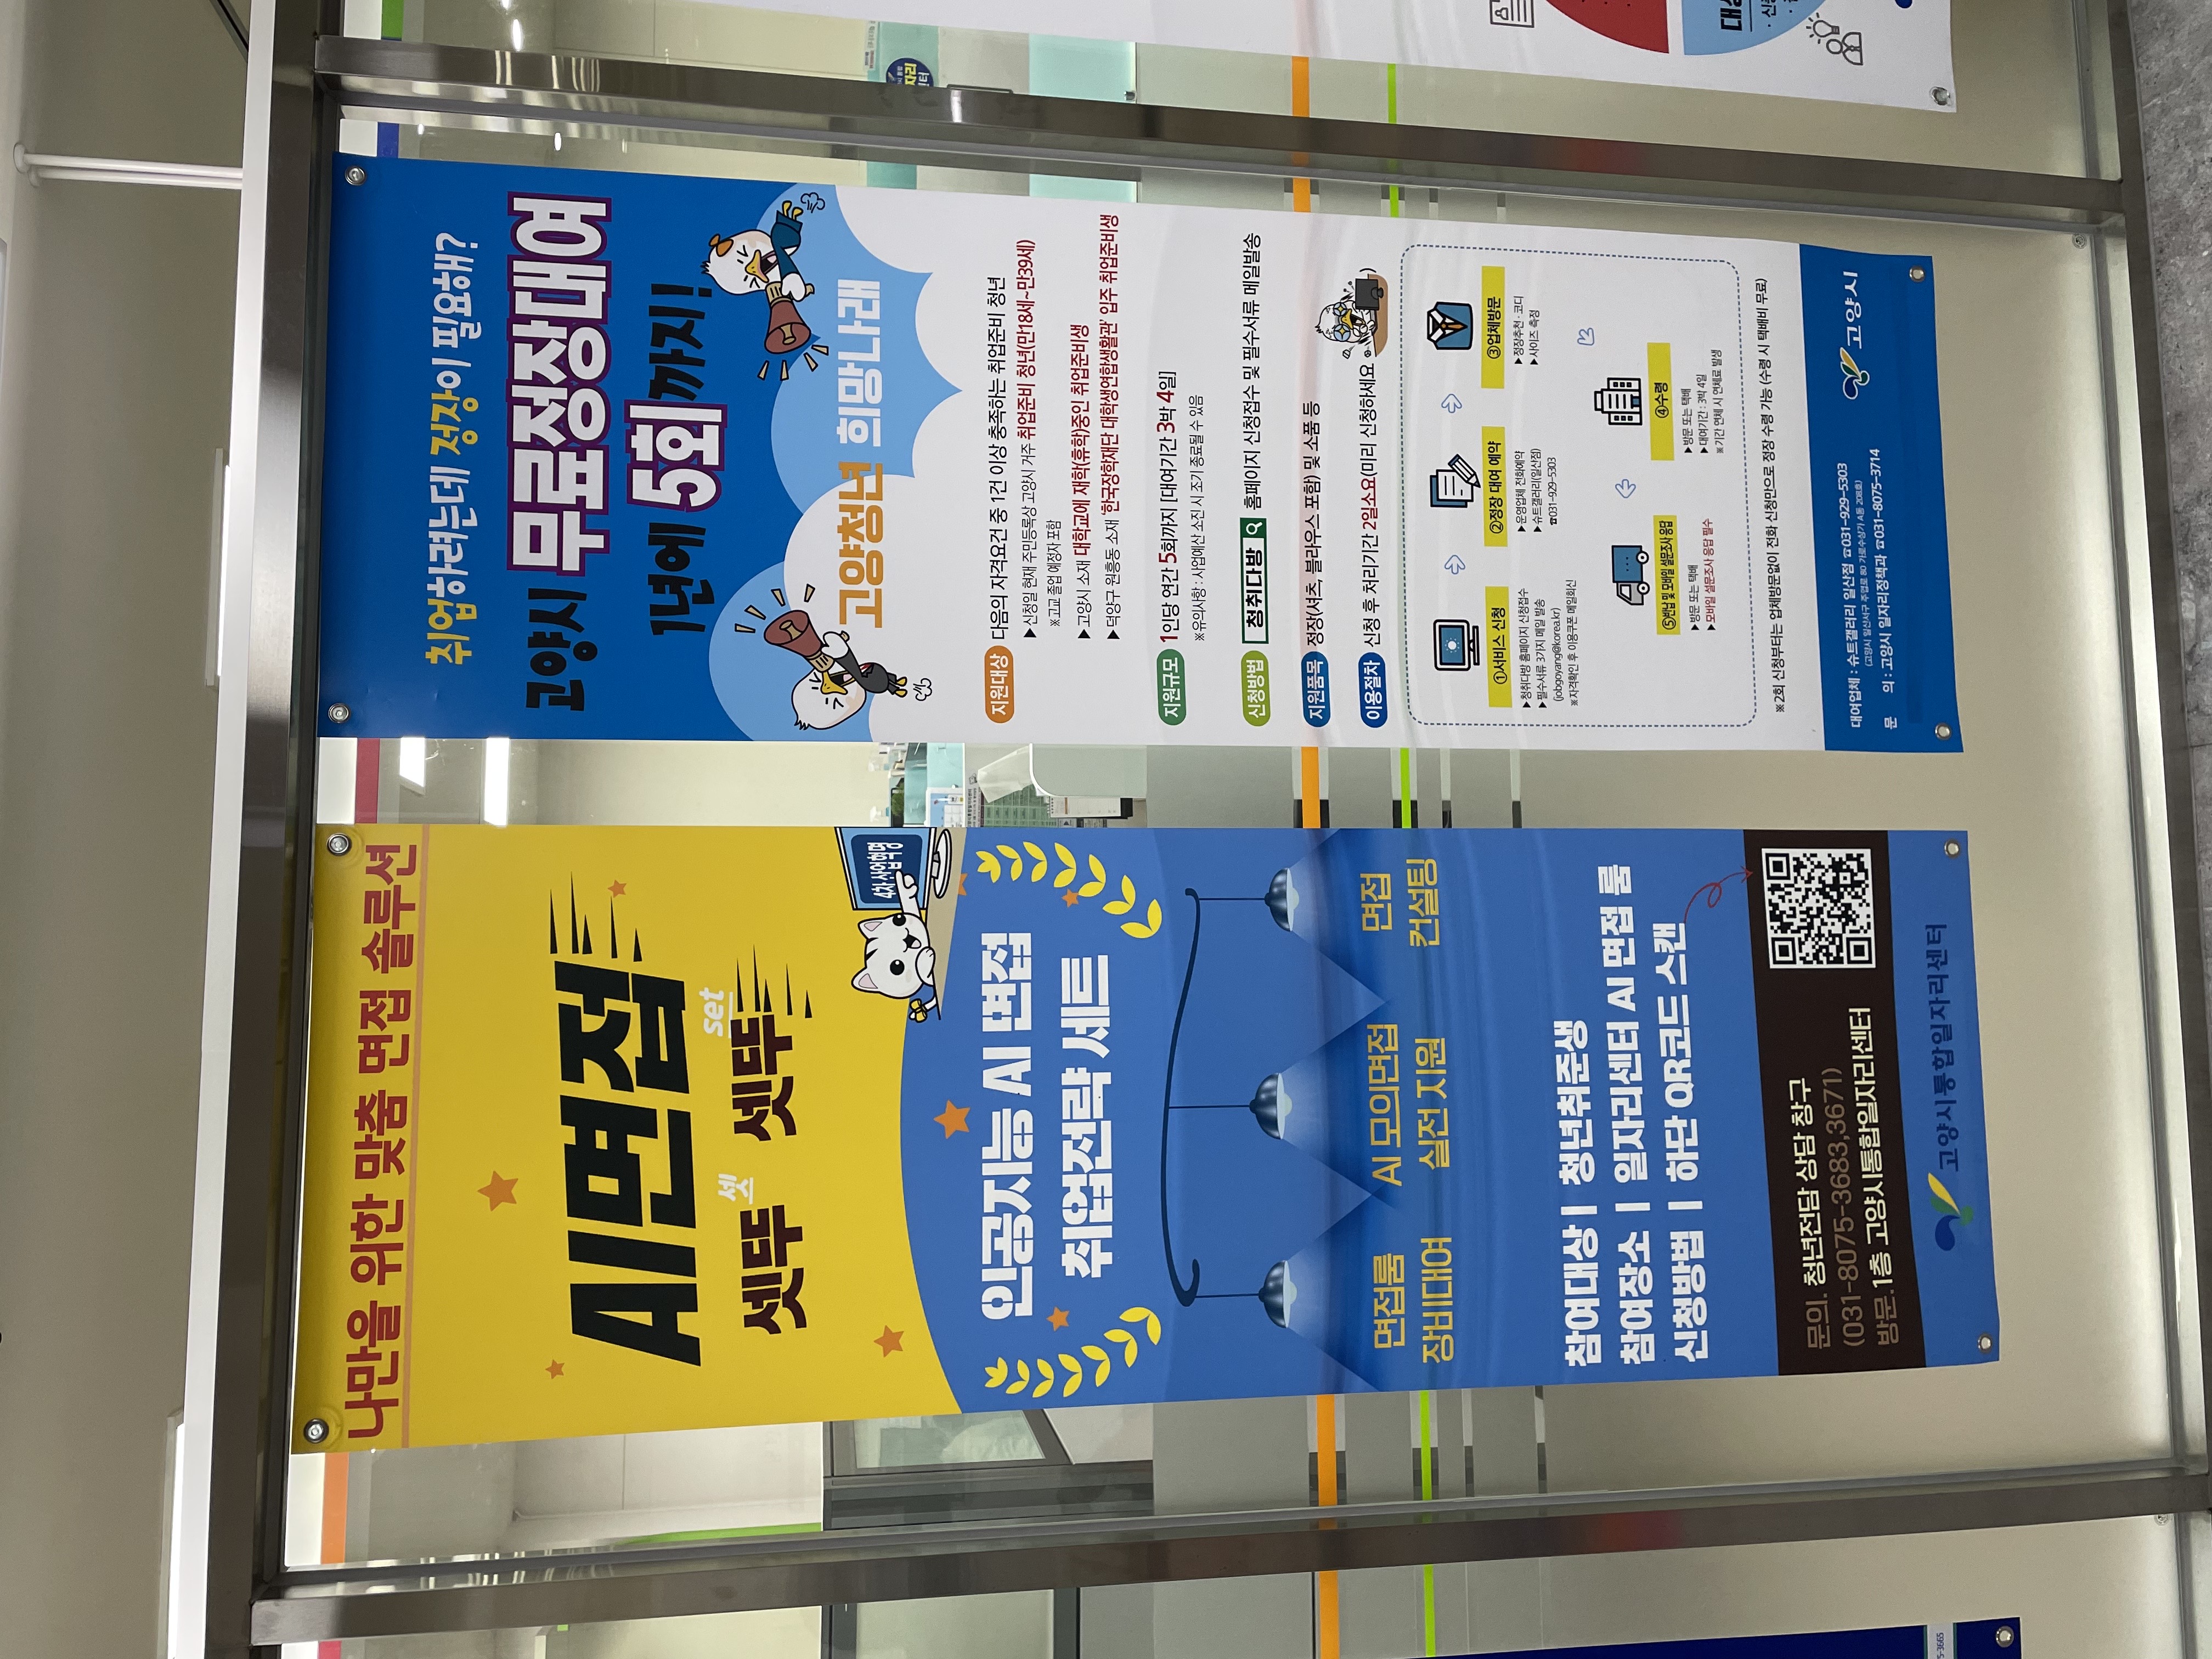 나만을 위한 맞춤 면접 솔루션
AI면접
셋뚜 셋 셋뚜 set
4차 산업혁명
인공지능 AI 면접
취업전략 세트
면접룸
장비대여
AI 모의면접
실전 지원
면접
컨설팅
참여대상 | 청년취준생
참여장소 | 일자리센터 AI 면접 룸
신청방법 | 하단 QR코드 스캔
문의. 청년전담 상담 창구
(031-8075-3683,3671)
방문.1층 고양시통합일자리센터
고양시통합일자리센터
취업하려는데 정장이 필요해?
고양시 무료정장대여
1년에 5회까지!
고양청년 희망나래
지원대상 다음의 자격요건 중 1건 이상 충족하는 취업준비 청년
▶신청일 현재 주민등록상 고양시 거주 취업준비 청년(만18세~만39세)
※고교 졸업 예정자 포함
▶고양시 소재 대학교에 재학(휴학)중인 취업준비생
▶덕양구 원흥동 소재 '한국장학재단 대학생연합생활관' 입주 취업준비생
지원규모 1인당 연간 5회까지 [대여기간 3박 4일]
※유의사항 : 사업예산 소진 시 조기 종료될 수 있음
신청방법 청취다방 홈페이지 신청접수 및 필수서류 메일발송
지원품목 정장(셔츠, 블라우스 포함) 및 소품 등
이용절차 신청 후 처리기간 2일소요(미리 신청하세요 )
①서비스 신청
▶청취다방 홈페이지 신청접수
▶필수서류 3가지 메일 발송
(jobgoyang@korea.kr)
※자격확인 후 이용쿠폰 메일회신
②정장 대여 예약
▶운영업체 전화예약
▶슈트갤러리(일산점)
☎031-929-5303
③업체방문
▶정장추천·코디
▶사이즈 측정
④수령
▶방문 또는 택배
▶대여기간 : 3박 4일
※기간 연체 시 연체료 발생
⑤반납 및 모바일 설문조사 응답
▶방문 또는 택배
▶모바일 설문조사 응답 필수
※2회 신청부터는 업체방문없이 전화 신청만으로 정장 수령 가능 (수령 시 택배비 무료)
대여업체 : 슈트갤러리 일산점 ☎031-929-5303
(고양시 일산서구 주엽로 80 가로수상가 A동 208호)
문 의 : 고양시 일자리정책과 ☎031-8075-3714
고양시
자리
5-3665